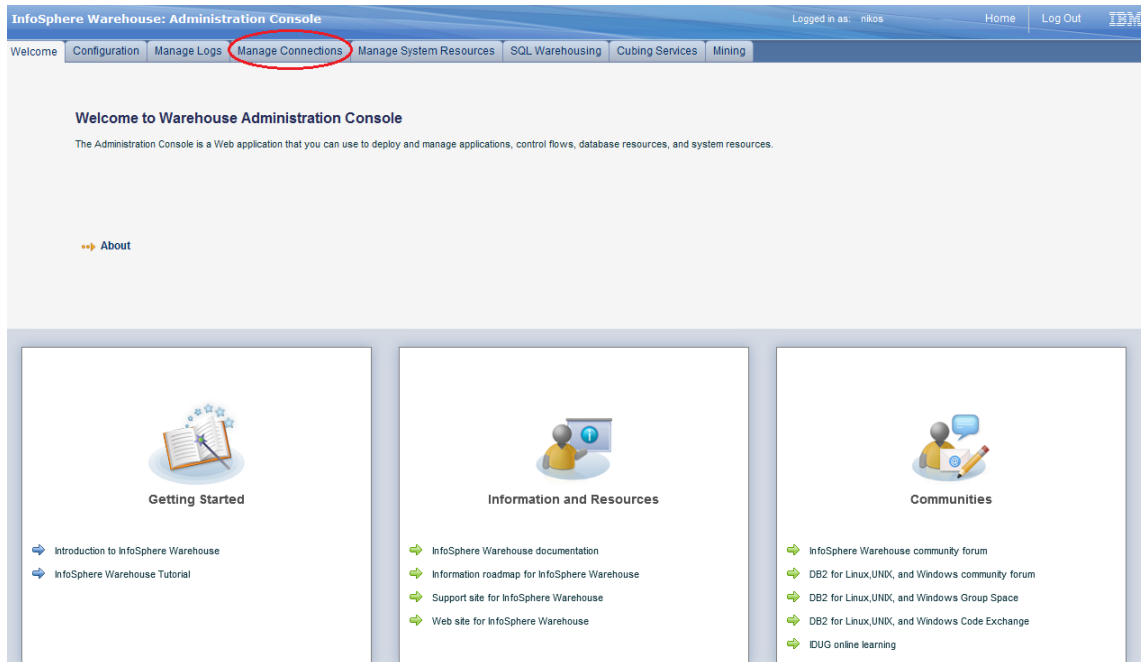 InfoSphere Warehouse: Administration Console
Logged in as: nikos Home Log Out IBM
Welcome Configuration Manage Logs Manage Connections Manage System Resources SQL Warehousing Cubing Services Mining
Welcome to Warehouse Administration Console
The Administration Console is a Web application that you can use to deploy and manage applications, control flows, database resources, and system resources.
About
Getting Started
Introduction to InfoSphere Warehouse
InfoSphere Warehouse Tutorial
Information and Resources
InfoSphere Warehouse documentation
Information roadmap for InfoSphere Warehouse
Support site for InfoSphere Warehouse
Web site for InfoSphere Warehouse
Communities
InfoSphere Warehouse community forum
DB2 for Linux,UNIX, and Windows community forum
DB2 for Linux,UNIX, and Windows Group Space
DB2 for Linux,UNIX, and Windows Code Exchange
IDUG online learning